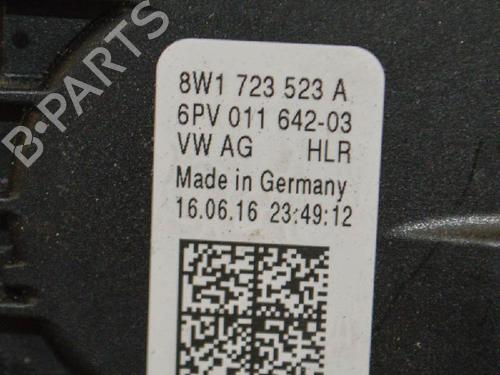 B-PARTS
8W1 723 523 A
6PV 011 642-03
VW AG HLR
Made in Germany
16.06.16 23:49:12